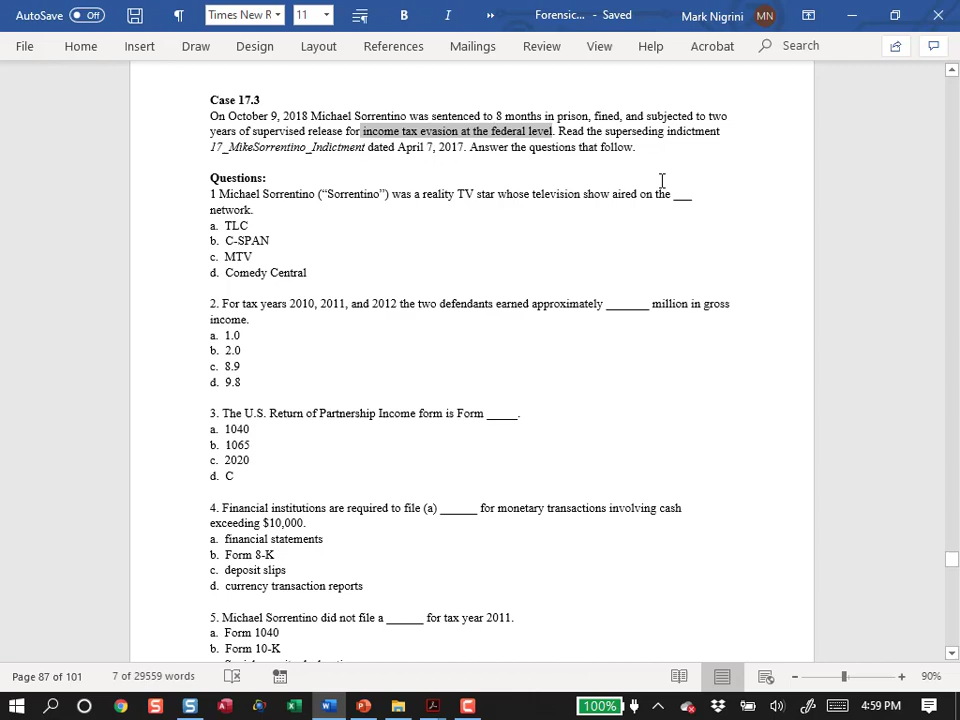 AutoSave Off Times New R 11 B I Forensic... - Saved Mark Nigrini MN
File Home Insert Draw Design Layout References Mailings Review View Help Acrobat Search
Case 17.3
On October 9, 2018 Michael Sorrentino was sentenced to 8 months in prison, fined, and subjected to two
years of supervised release for income tax evasion at the federal level. Read the superseding indictment
17_MikeSorrentino_Indictment dated April 7, 2017. Answer the questions that follow.
Questions:
1 Michael Sorrentino (“Sorrentino”) was a reality TV star whose television show aired on the ___
network.
a. TLC
b. C-SPAN
c. MTV
d. Comedy Central
2. For tax years 2010, 2011, and 2012 the two defendants earned approximately _______ million in gross
income.
a. 1.0
b. 2.0
c. 8.9
d. 9.8
3. The U.S. Return of Partnership Income form is Form _____.
a. 1040
b. 1065
c. 2020
d. C
4. Financial institutions are required to file (a) ______ for monetary transactions involving cash
exceeding $10,000.
a. financial statements
b. Form 8-K
c. deposit slips
d. currency transaction reports
5. Michael Sorrentino did not file a ______ for tax year 2011.
a. Form 1040
b. Form 10-K
Page 87 of 101 7 of 29559 words 90%
100% 4:59 PM